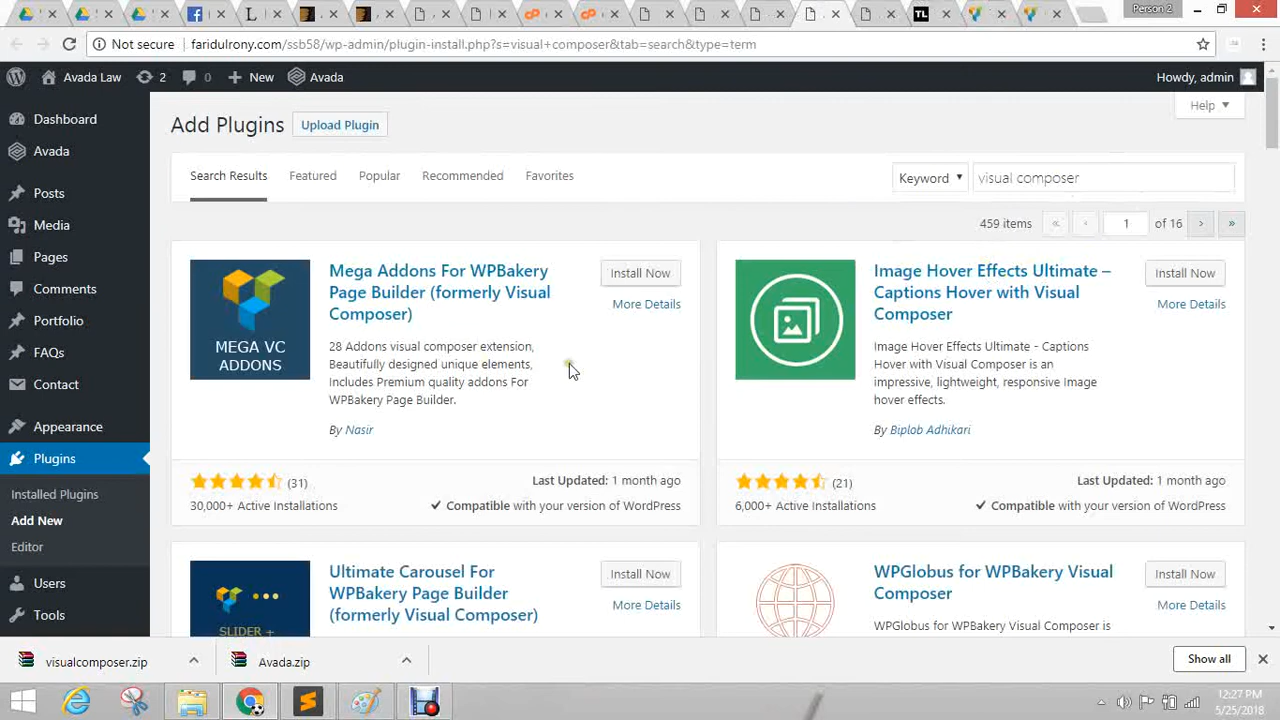 Person 2
Not secure
faridulrony.com/ssb58/wp-admin/plugin-install.php?s=visual+composer&tab=search&type=term
Avada Law
2
0
New
Avada
Howdy, admin
Dashboard
Avada
Posts
Media
Pages
Comments
Portfolio
FAQs
Contact
Appearance
Plugins
Installed Plugins
Add New
Editor
Users
Tools
Help
Add Plugins
Upload Plugin
Search Results
Featured
Popular
Recommended
Favorites
Keyword
visual composer
459 items
«
‹
1
of 16
›
»
Mega Addons For WPBakery
Page Builder (formerly Visual
Composer)
Install Now
More Details
28 Addons visual composer extension,
Beautifully designed unique elements,
Includes Premium quality addons For
WPBakery Page Builder.
By Nasir
MEGA VC
ADDONS
(31)
Last Updated: 1 month ago
30,000+ Active Installations
Compatible with your version of WordPress
Image Hover Effects Ultimate –
Captions Hover with Visual
Composer
Install Now
More Details
Image Hover Effects Ultimate - Captions
Hover with Visual Composer is an
impressive, lightweight, responsive Image
hover effects.
By Biplob Adhikari
(21)
Last Updated: 1 month ago
6,000+ Active Installations
Compatible with your version of WordPress
Ultimate Carousel For
WPBakery Page Builder
(formerly Visual Composer)
Install Now
More Details
SLIDER +
WPGlobus for WPBakery Visual
Composer
Install Now
More Details
WPGlobus for WPBakery Visual Composer is
visualcomposer.zip
Avada.zip
Show all
12:27 PM
5/25/2018